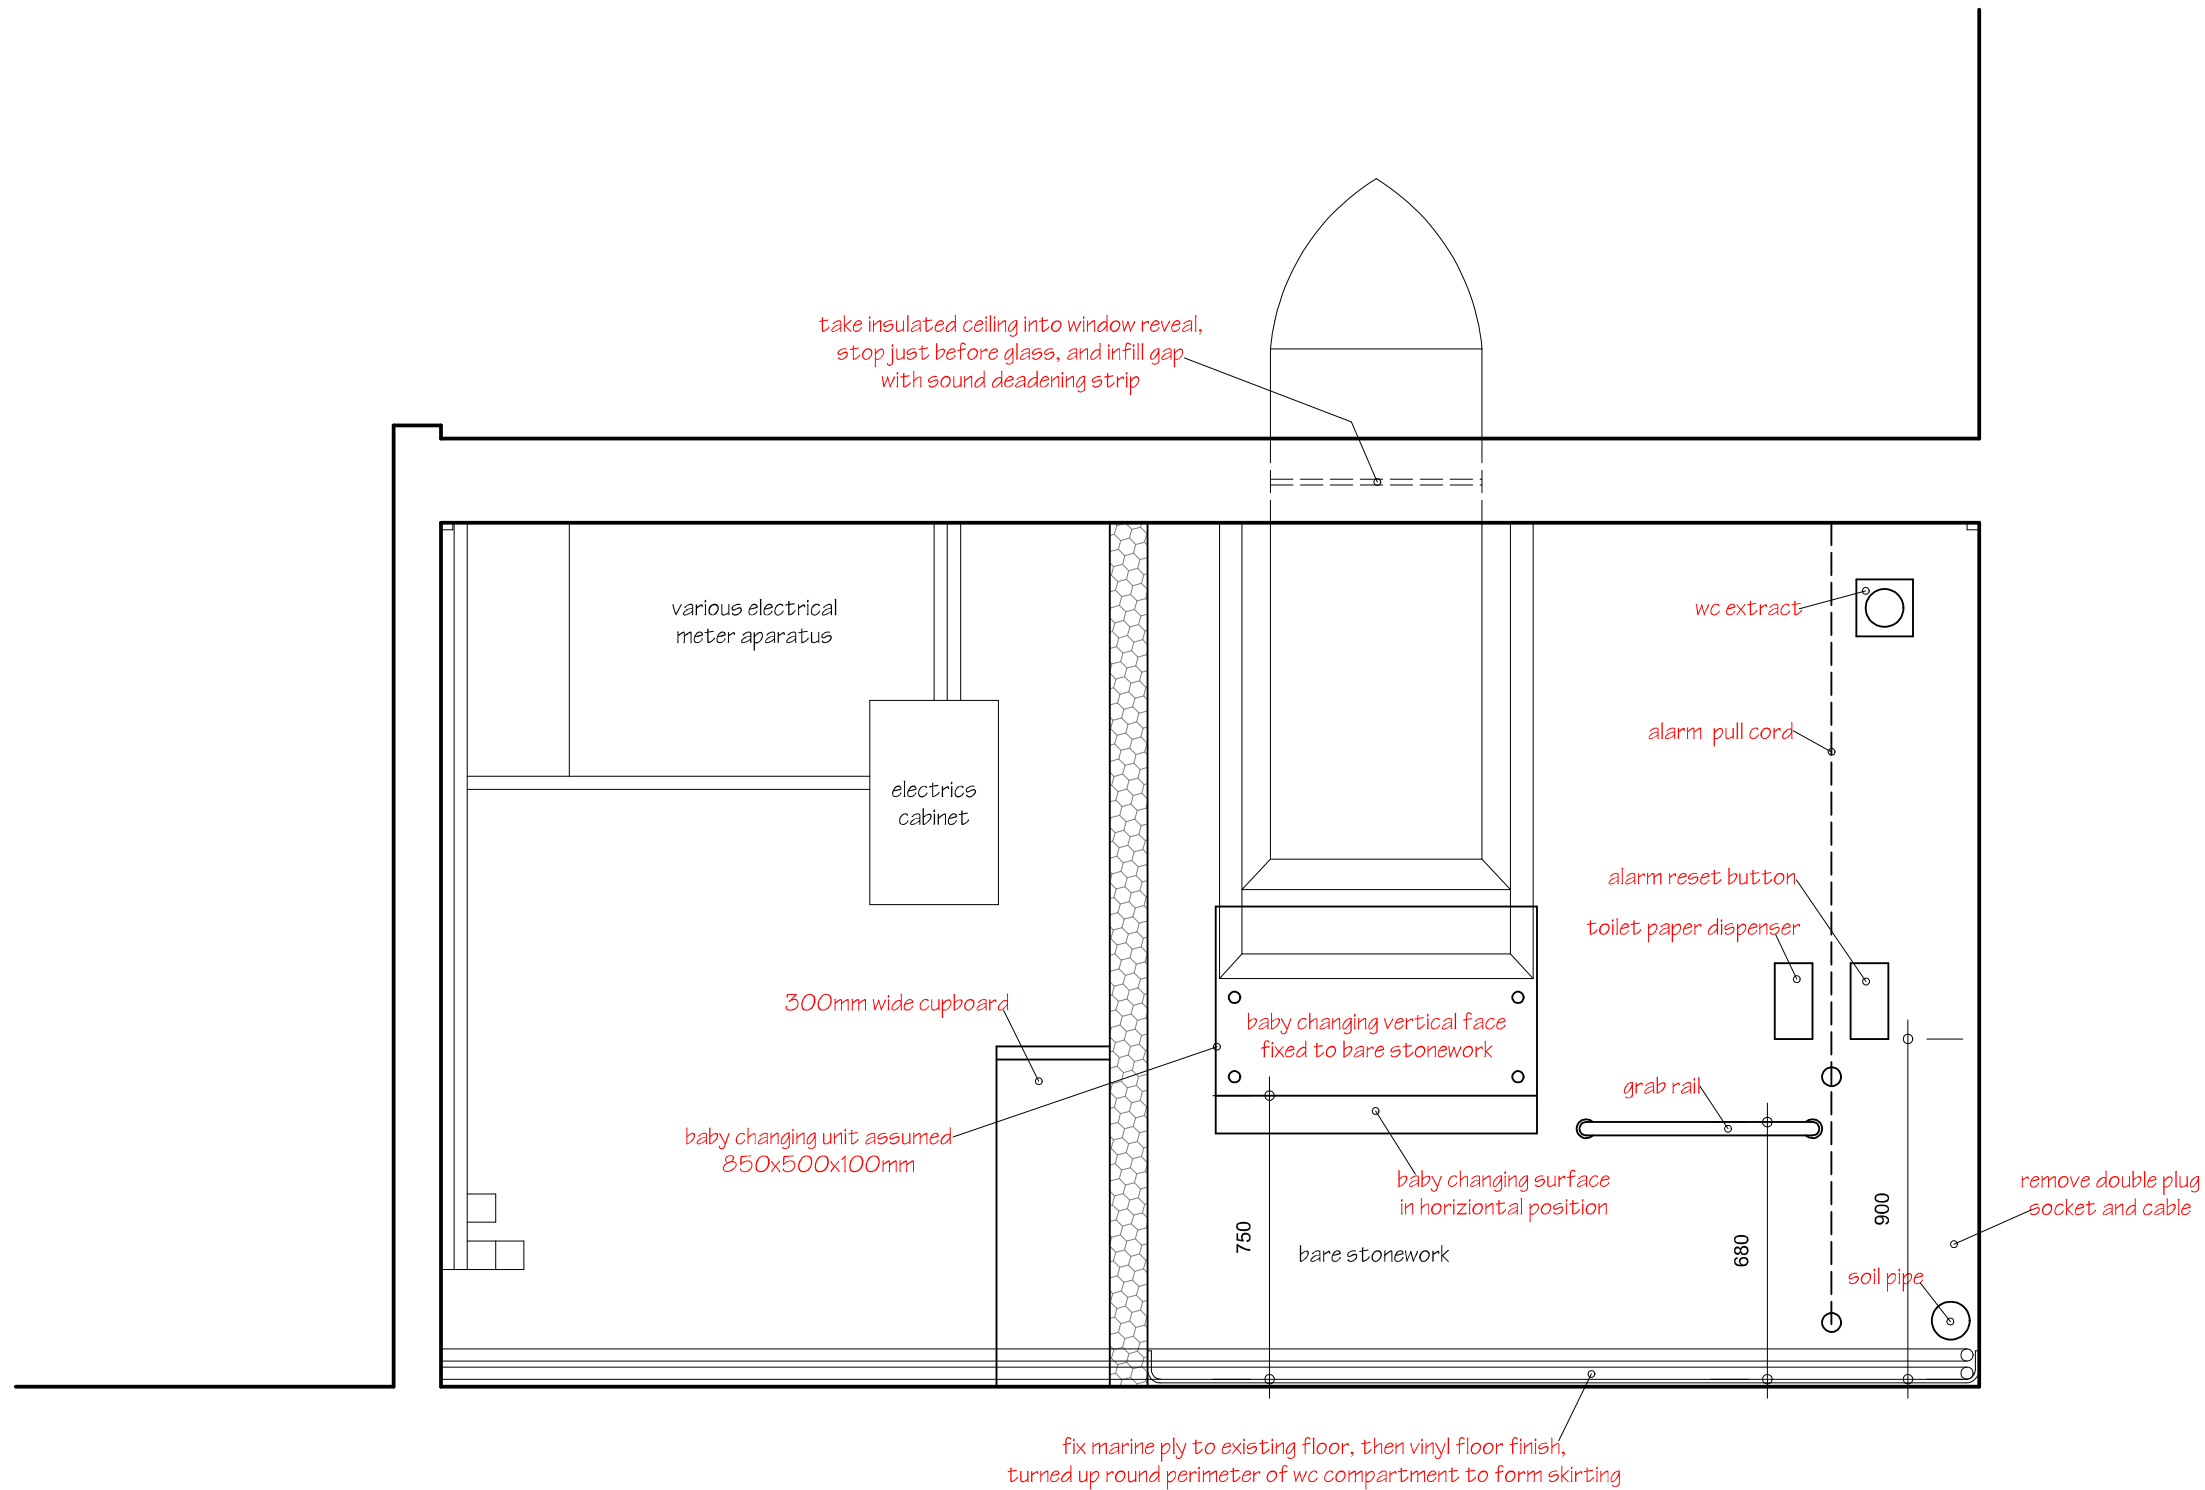 take insulated ceiling into window reveal,
stop just before glass, and infill gap
with sound deadening strip
various electrical
meter aparatus
wc extract
alarm pull cord
electrics
cabinet
alarm reset button
toilet paper dispenser
300mm wide cupboard
baby changing vertical face
fixed to bare stonework
grab rail
baby changing unit assumed
850x500x100mm
baby changing surface
in horiziontal position
remove double plug
socket and cable
900
750
680
bare stonework
soil pipe
fix marine ply to existing floor, then vinyl floor finish,
turned up round perimeter of wc compartment to form skirting